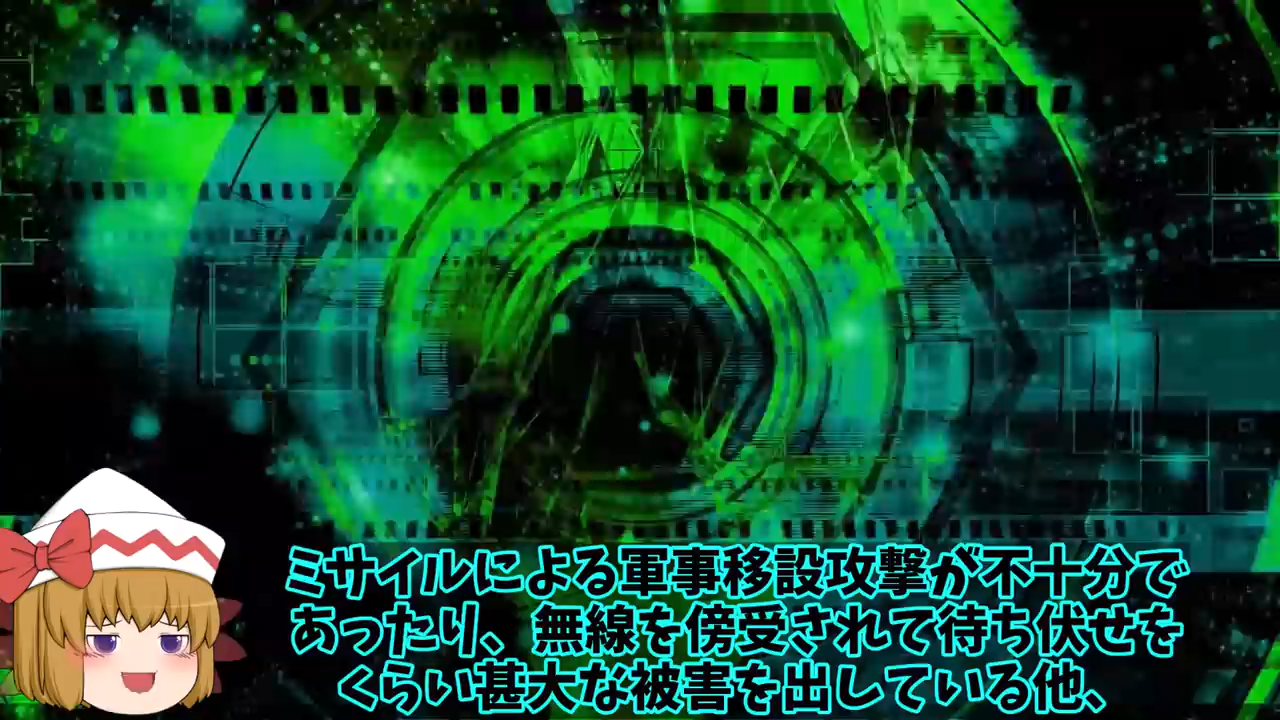 ミサイルによる軍事移設攻撃が不十分で
あったり、無線を傍受されて待ち伏せを
くらい甚大な被害を出している他、